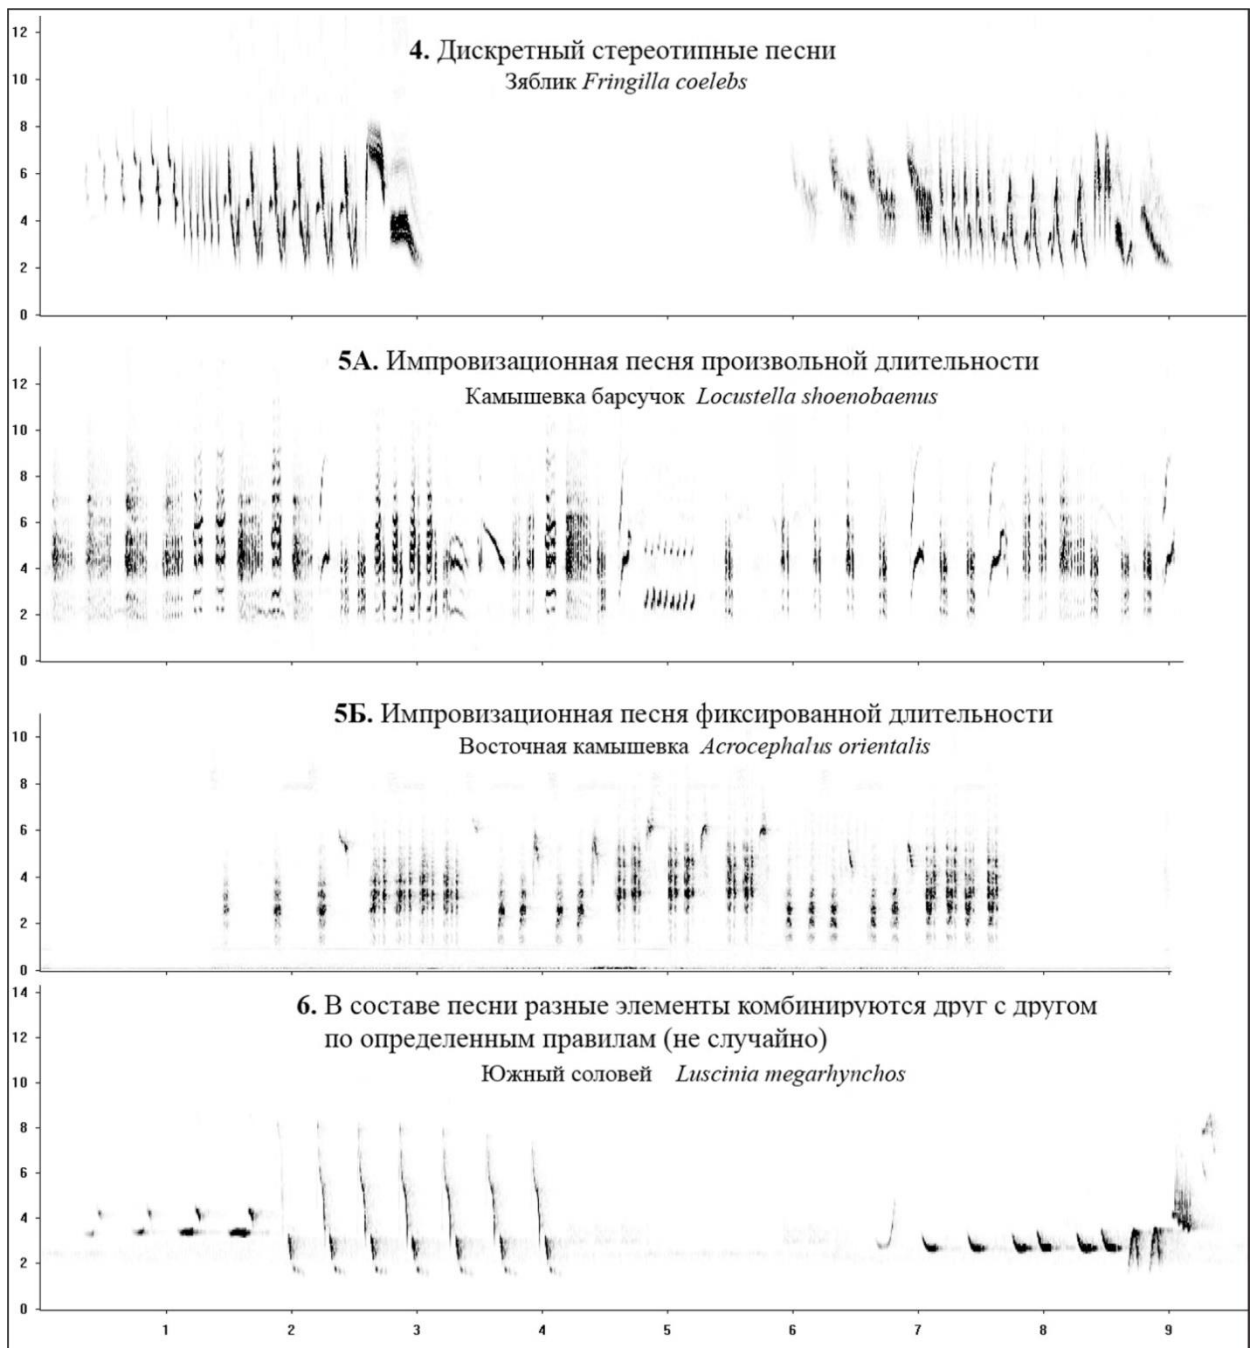 12
4. Дискретный стереотипные песни
Зяблик Fringilla coelebs
10
8
6
4
2
0
5А. Импровизационная песня произвольной длительности
12
Камышевка барсучок Locustella shoenobaenus
10
8
6
4
2
0
5Б. Импровизационная песня фиксированной длительности
10
Восточная камышевка Acrocephalus orientalis
8
6
4
2
0
14
6. В составе песни разные элементы комбинируются друг с другом
12
по определенным правилам (не случайно)
10
Южный соловей Luscinia megarhynchos
8
6
4
2
0
1 2 3 4 5 6 7 8 9